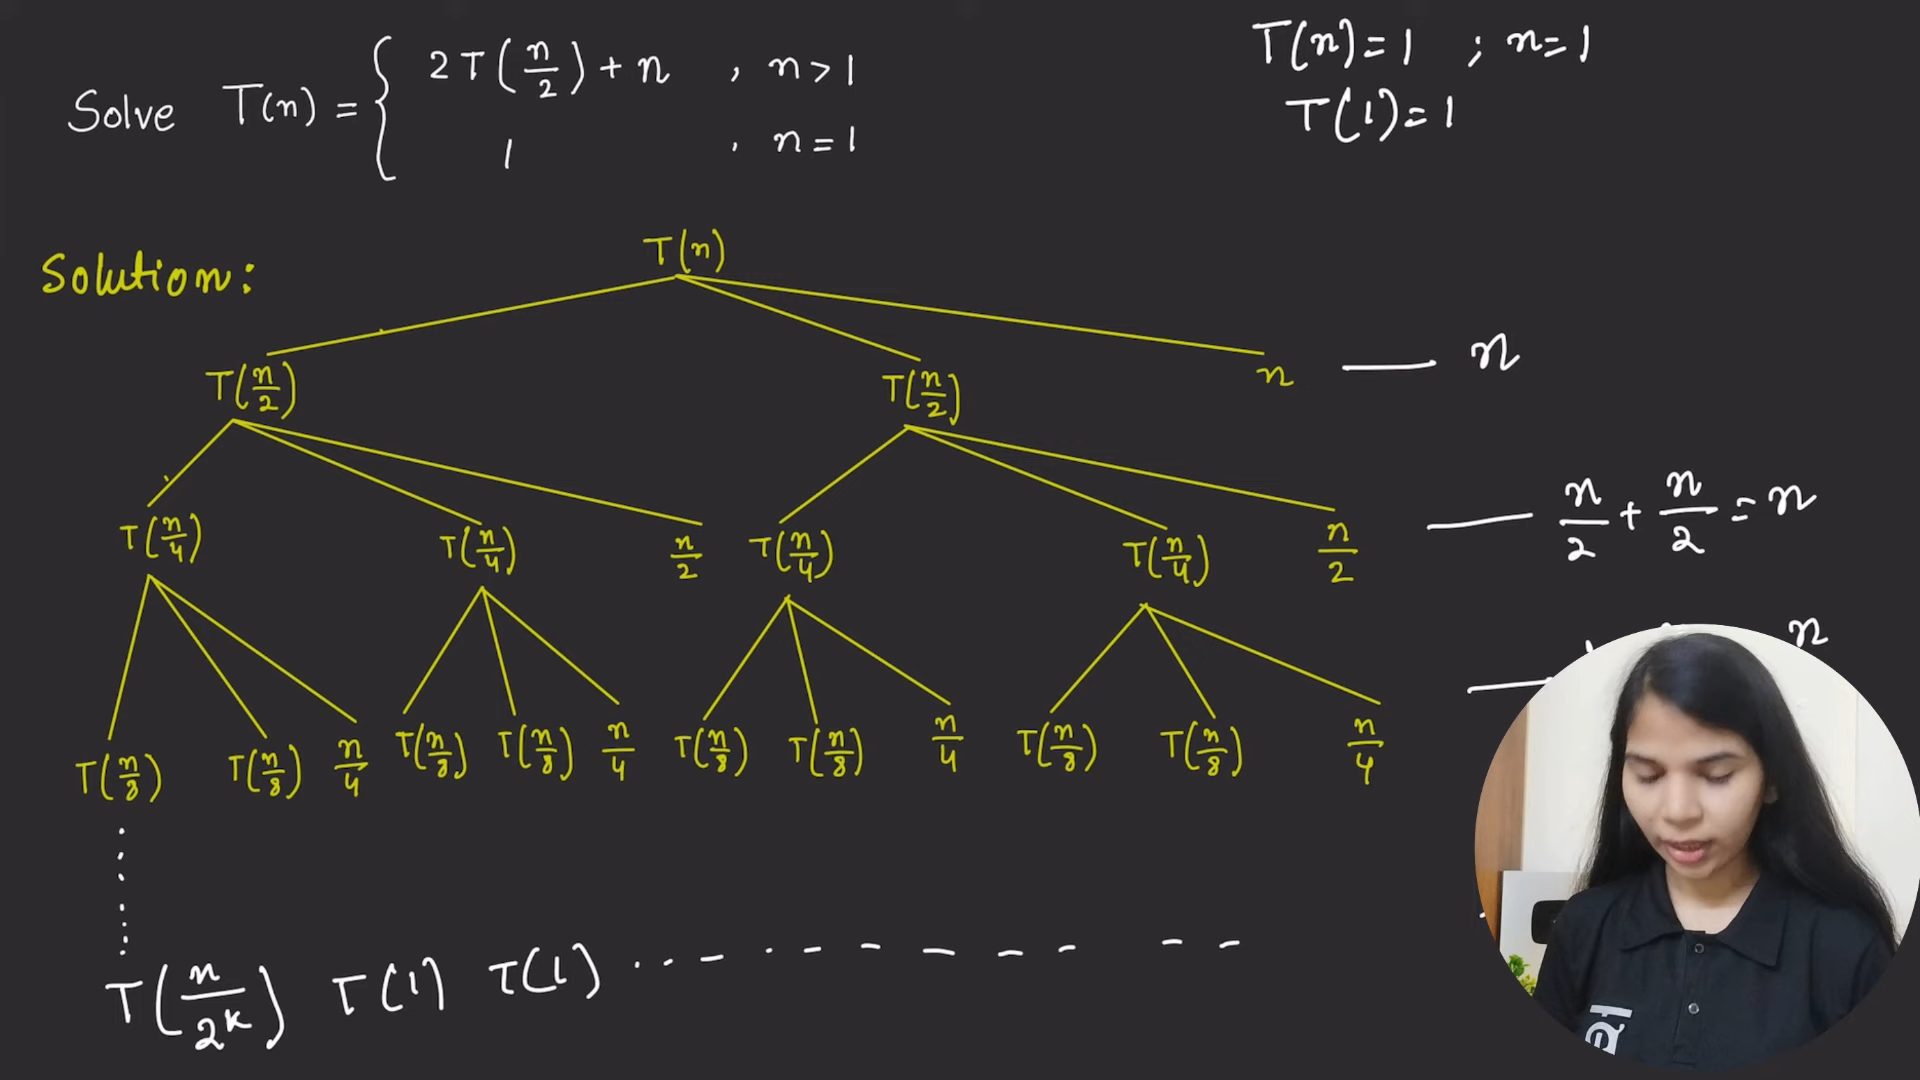 Solve T(n) = { 2T(n/2) + n , n > 1
1 , n = 1
T(n) = 1 ; n = 1
T(1) = 1
Solution:
T(n)
T(n/2) T(n/2) n — n
T(n/4) T(n/4) n/2 T(n/4) T(n/4) n/2 — n/2 + n/2 = n
n
T(n/8) T(n/8) n/4 T(n/8) T(n/8) n/4 T(n/8) T(n/8) n/4 T(n/8) T(n/8) n/4
T(n/2^k) T(1) T(1) ...